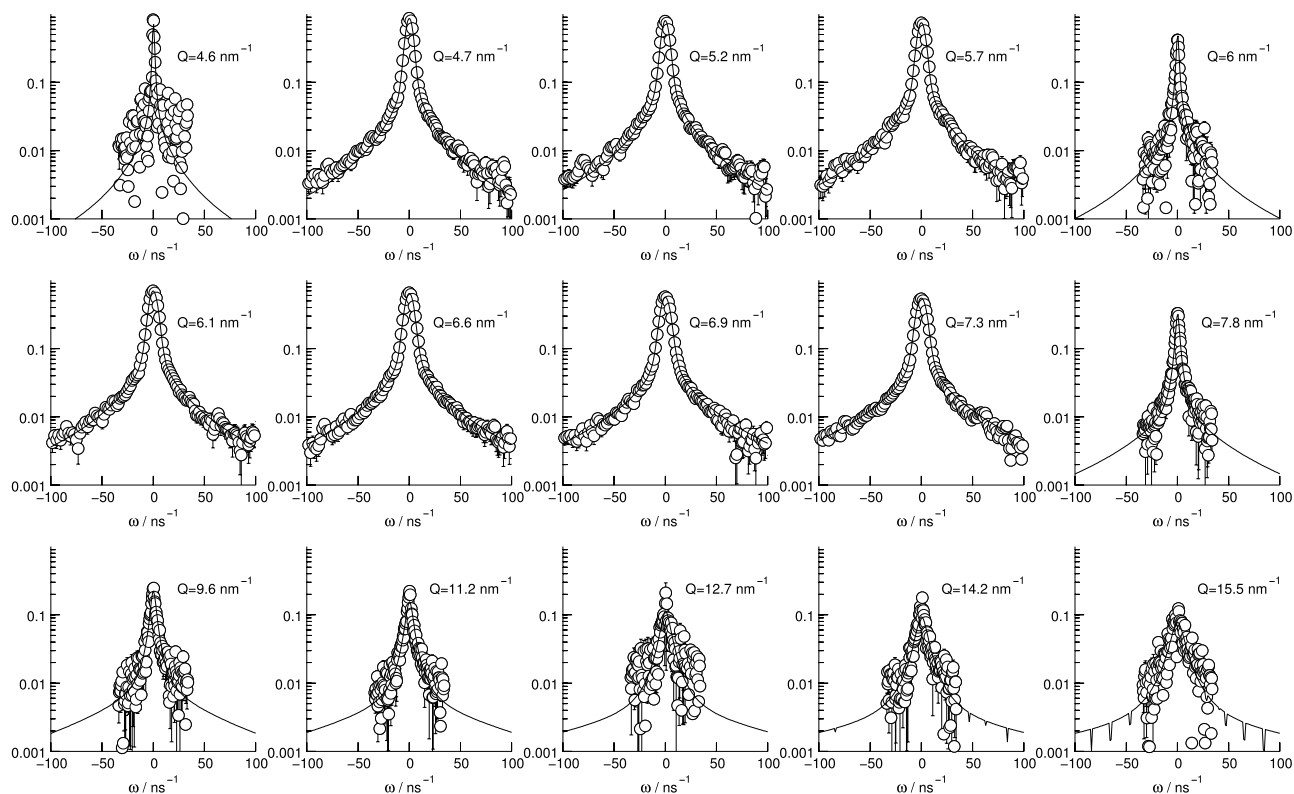 Q=4.6 nm⁻¹ Q=4.7 nm⁻¹ Q=5.2 nm⁻¹ Q=5.7 nm⁻¹ Q=6 nm⁻¹
0.1 0.1 0.1 0.1 0.1
0.01 0.01 0.01 0.01 0.01
0.001 0.001 0.001 0.001 0.001
−100 −50 0 50 100 −100 −50 0 50 100 −100 −50 0 50 100 −100 −50 0 50 100 −100 −50 0 50 100
ω / ns⁻¹ ω / ns⁻¹ ω / ns⁻¹ ω / ns⁻¹ ω / ns⁻¹
Q=6.1 nm⁻¹ Q=6.6 nm⁻¹ Q=6.9 nm⁻¹ Q=7.3 nm⁻¹ Q=7.8 nm⁻¹
0.1 0.1 0.1 0.1 0.1
0.01 0.01 0.01 0.01 0.01
0.001 0.001 0.001 0.001 0.001
−100 −50 0 50 100 −100 −50 0 50 100 −100 −50 0 50 100 −100 −50 0 50 100 −100 −50 0 50 100
ω / ns⁻¹ ω / ns⁻¹ ω / ns⁻¹ ω / ns⁻¹ ω / ns⁻¹
Q=9.6 nm⁻¹ Q=11.2 nm⁻¹ Q=12.7 nm⁻¹ Q=14.2 nm⁻¹ Q=15.5 nm⁻¹
0.1 0.1 0.1 0.1 0.1
0.01 0.01 0.01 0.01 0.01
0.001 0.001 0.001 0.001 0.001
−100 −50 0 50 100 −100 −50 0 50 100 −100 −50 0 50 100 −100 −50 0 50 100 −100 −50 0 50 100
ω / ns⁻¹ ω / ns⁻¹ ω / ns⁻¹ ω / ns⁻¹ ω / ns⁻¹